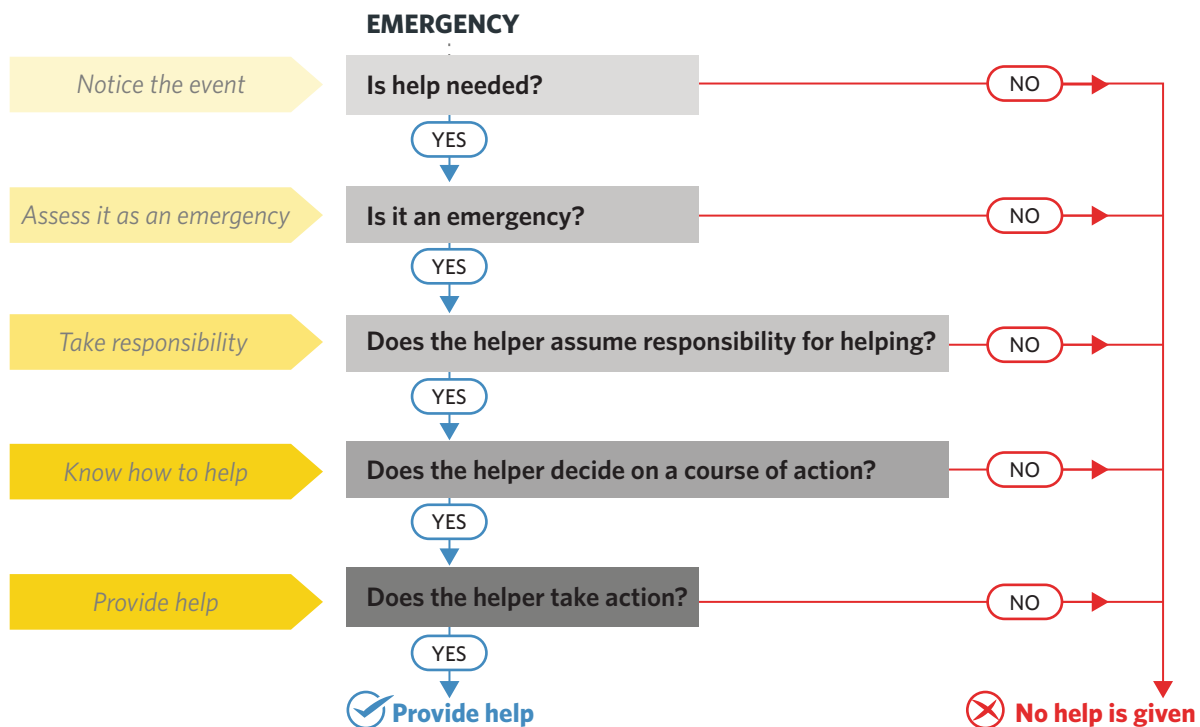 EMERGENCY
Notice the event
Is help needed?
NO
YES
Assess it as an emergency
Is it an emergency?
NO
YES
Take responsibility
Does the helper assume responsibility for helping?
NO
YES
Know how to help
Does the helper decide on a course of action?
NO
YES
Provide help
Does the helper take action?
NO
YES
Provide help
No help is given